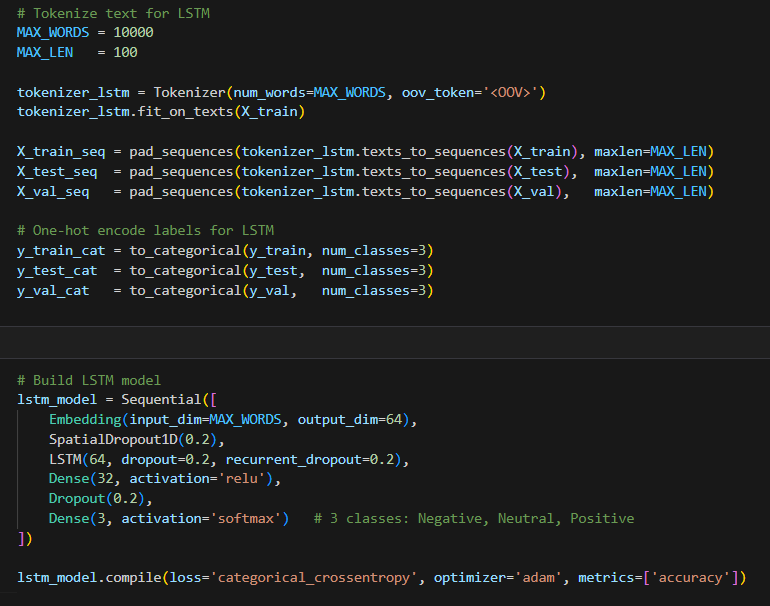 # Tokenize text for LSTM
MAX_WORDS = 10000
MAX_LEN   = 100
tokenizer_lstm = Tokenizer(num_words=MAX_WORDS, oov_token='<OOV>')
tokenizer_lstm.fit_on_texts(X_train)
X_train_seq = pad_sequences(tokenizer_lstm.texts_to_sequences(X_train), maxlen=MAX_LEN)
X_test_seq  = pad_sequences(tokenizer_lstm.texts_to_sequences(X_test),  maxlen=MAX_LEN)
X_val_seq   = pad_sequences(tokenizer_lstm.texts_to_sequences(X_val),   maxlen=MAX_LEN)
# One-hot encode labels for LSTM
y_train_cat = to_categorical(y_train, num_classes=3)
y_test_cat  = to_categorical(y_test,  num_classes=3)
y_val_cat   = to_categorical(y_val,   num_classes=3)
# Build LSTM model
lstm_model = Sequential([
    Embedding(input_dim=MAX_WORDS, output_dim=64),
    SpatialDropout1D(0.2),
    LSTM(64, dropout=0.2, recurrent_dropout=0.2),
    Dense(32, activation='relu'),
    Dropout(0.2),
    Dense(3, activation='softmax')   # 3 classes: Negative, Neutral, Positive
])
lstm_model.compile(loss='categorical_crossentropy', optimizer='adam', metrics=['accuracy'])